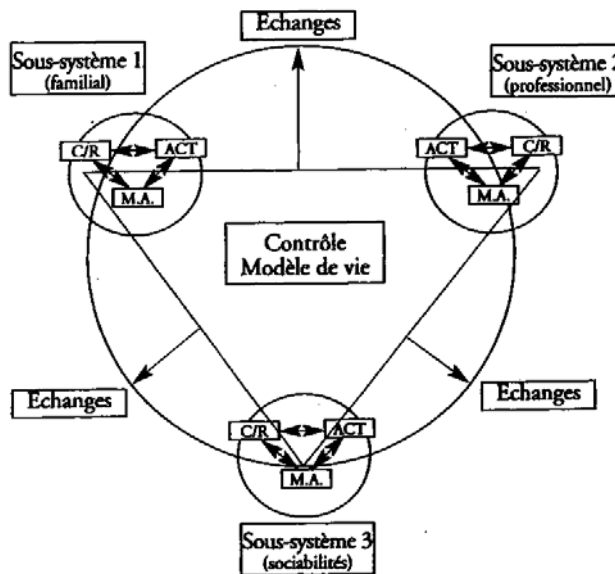 Echanges
Sous-système 1
(familial)
Sous-système 2
(professionnel)
C/R
ACT
M.A.
ACT
C/R
M.A.
Contrôle
Modèle de vie
Echanges
Echanges
C/R
ACT
M.A.
Sous-système 3
(sociabilités)